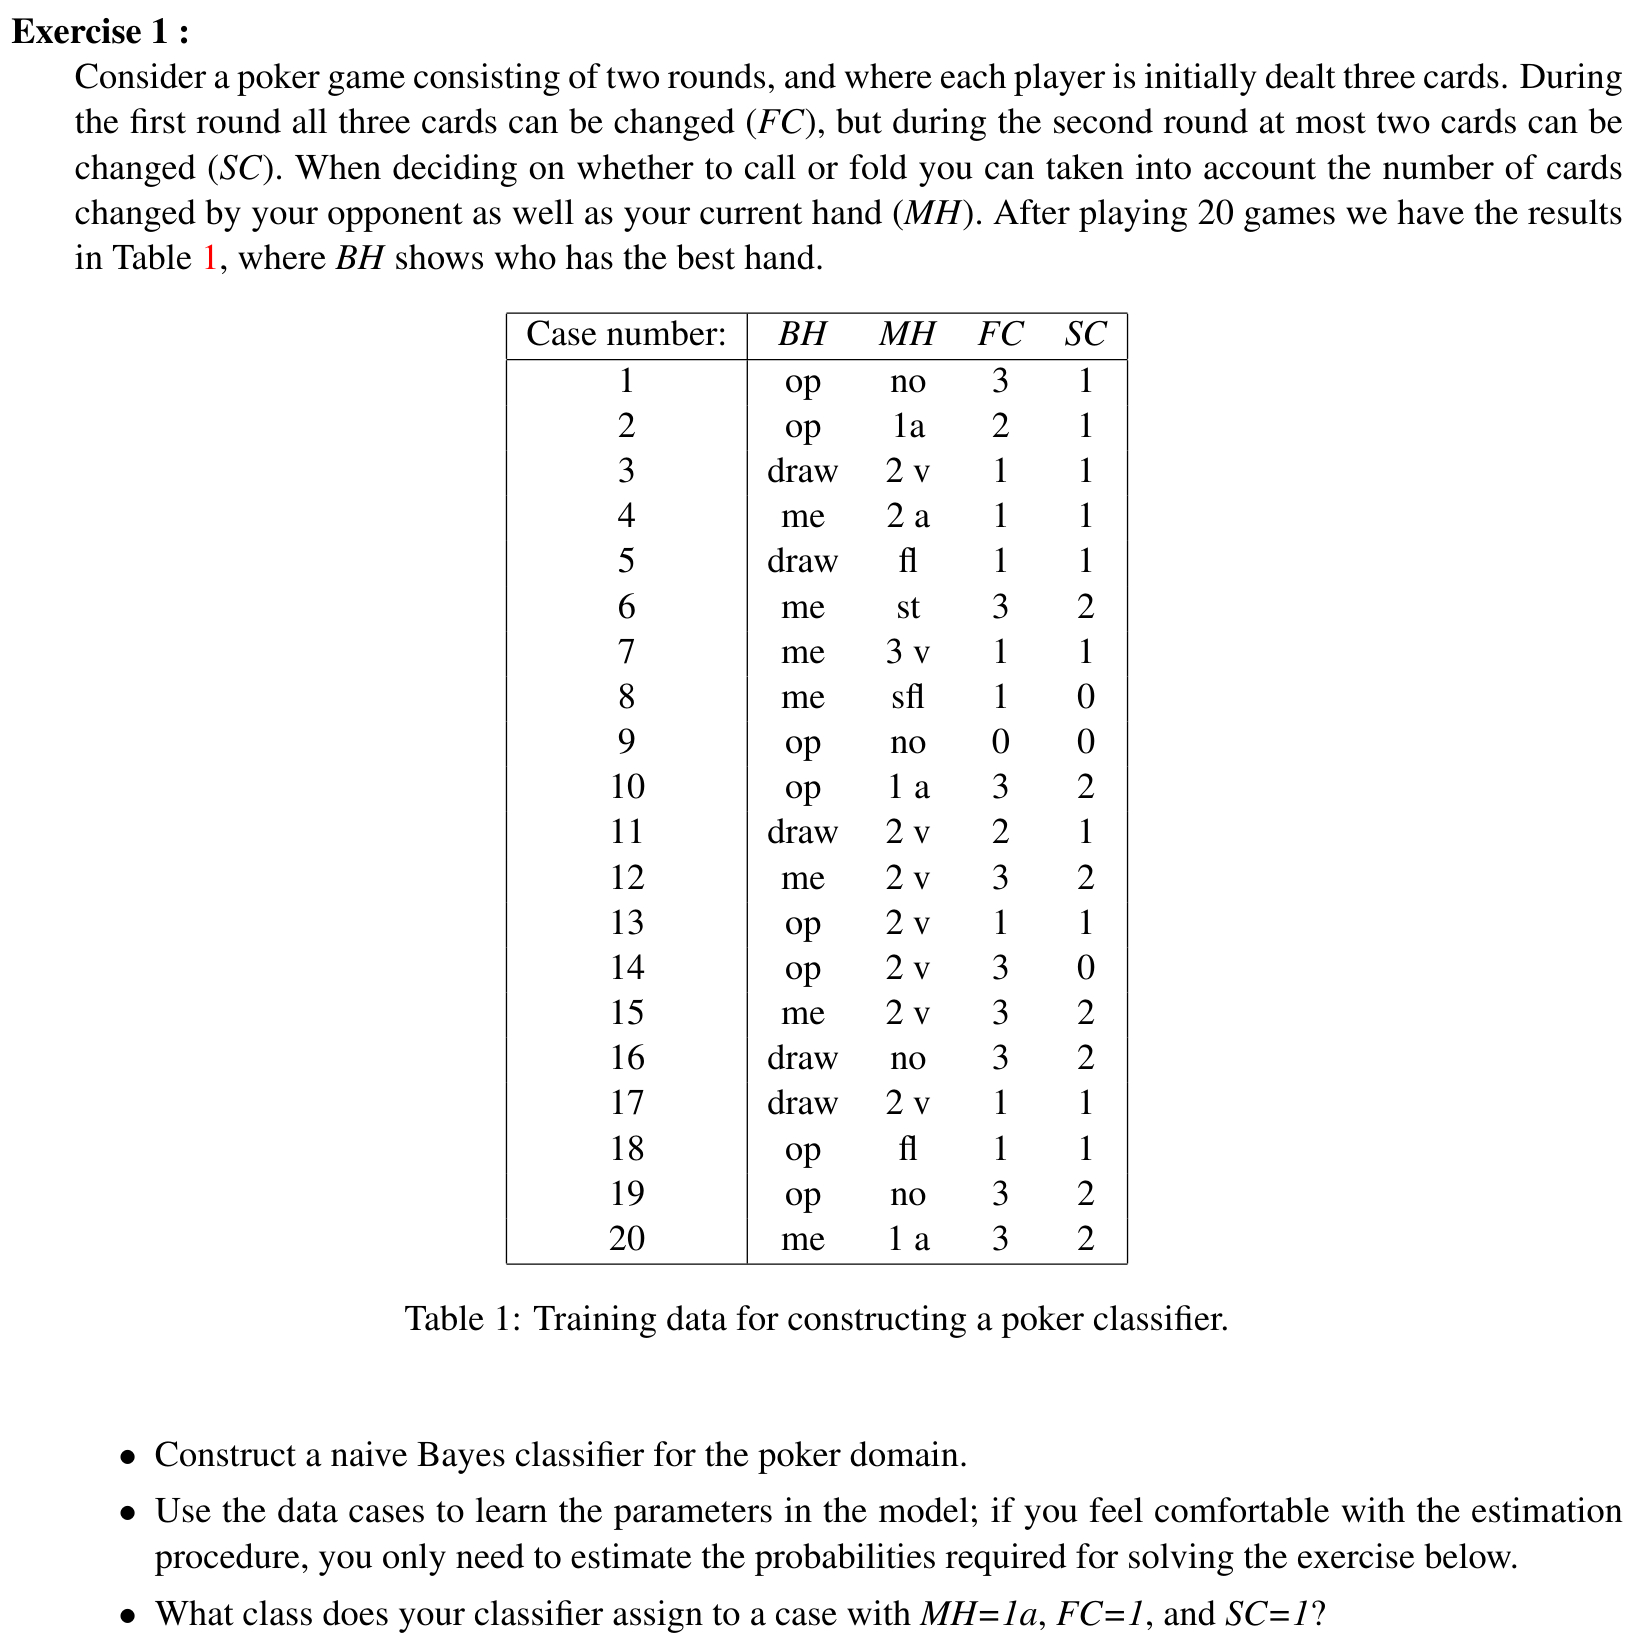 Exercise 1 :
Consider a poker game consisting of two rounds, and where each player is initially dealt three cards. During
the first round all three cards can be changed (FC), but during the second round at most two cards can be
changed (SC). When deciding on whether to call or fold you can taken into account the number of cards
changed by your opponent as well as your current hand (MH). After playing 20 games we have the results
in Table 1, where BH shows who has the best hand.
Case number: BH MH FC SC
1 op no 3 1
2 op 1a 2 1
3 draw 2 v 1 1
4 me 2 a 1 1
5 draw fl 1 1
6 me st 3 2
7 me 3 v 1 1
8 me sfl 1 0
9 op no 0 0
10 op 1 a 3 2
11 draw 2 v 2 1
12 me 2 v 3 2
13 op 2 v 1 1
14 op 2 v 3 0
15 me 2 v 3 2
16 draw no 3 2
17 draw 2 v 1 1
18 op fl 1 1
19 op no 3 2
20 me 1 a 3 2
Table 1: Training data for constructing a poker classifier.
• Construct a naive Bayes classifier for the poker domain.
• Use the data cases to learn the parameters in the model; if you feel comfortable with the estimation
procedure, you only need to estimate the probabilities required for solving the exercise below.
• What class does your classifier assign to a case with MH=1a, FC=1, and SC=1?